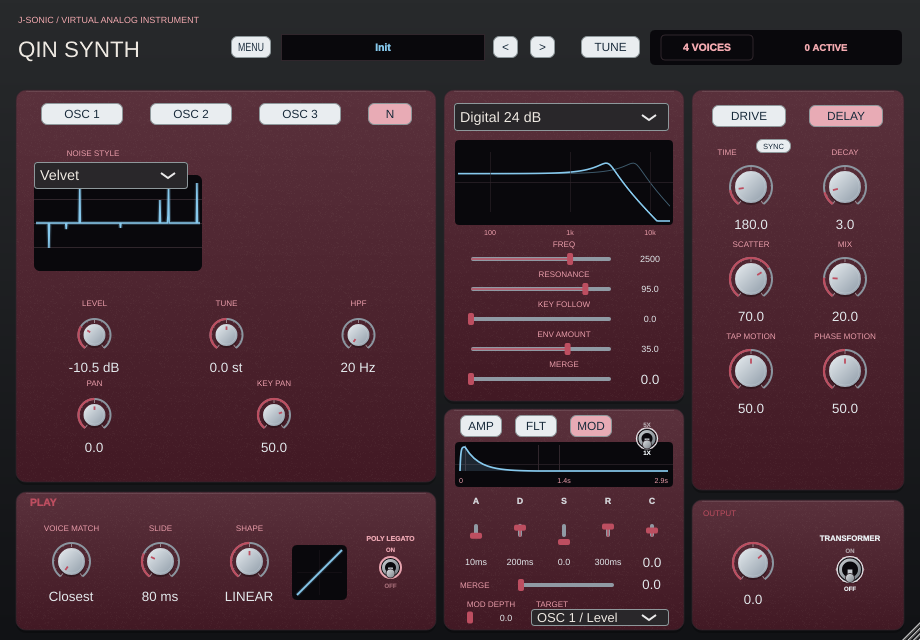 J-SONIC / VIRTUAL ANALOG INSTRUMENT
QIN SYNTH
MENU
Init
<
>
TUNE
4 VOICES
0 ACTIVE
OSC 1
OSC 2
OSC 3
N
NOISE STYLE
Velvet
LEVEL
TUNE
HPF
-10.5 dB
0.0 st
20 Hz
PAN
KEY PAN
0.0
50.0
PLAY
VOICE MATCH
SLIDE
SHAPE
POLY LEGATO
ON
OFF
Closest
80 ms
LINEAR
Digital 24 dB
100
1k
10k
FREQ
2500
RESONANCE
95.0
KEY FOLLOW
0.0
ENV AMOUNT
35.0
MERGE
0.0
AMP
FLT
MOD
5X
1X
0
1.4s
2.9s
A
D
S
R
C
10ms
200ms
0.0
300ms
0.0
MERGE
0.0
MOD DEPTH
0.0
TARGET
OSC 1 / Level
DRIVE
DELAY
TIME
SYNC
DECAY
180.0
3.0
SCATTER
MIX
70.0
20.0
TAP MOTION
PHASE MOTION
50.0
50.0
OUTPUT
0.0
TRANSFORMER
ON
OFF